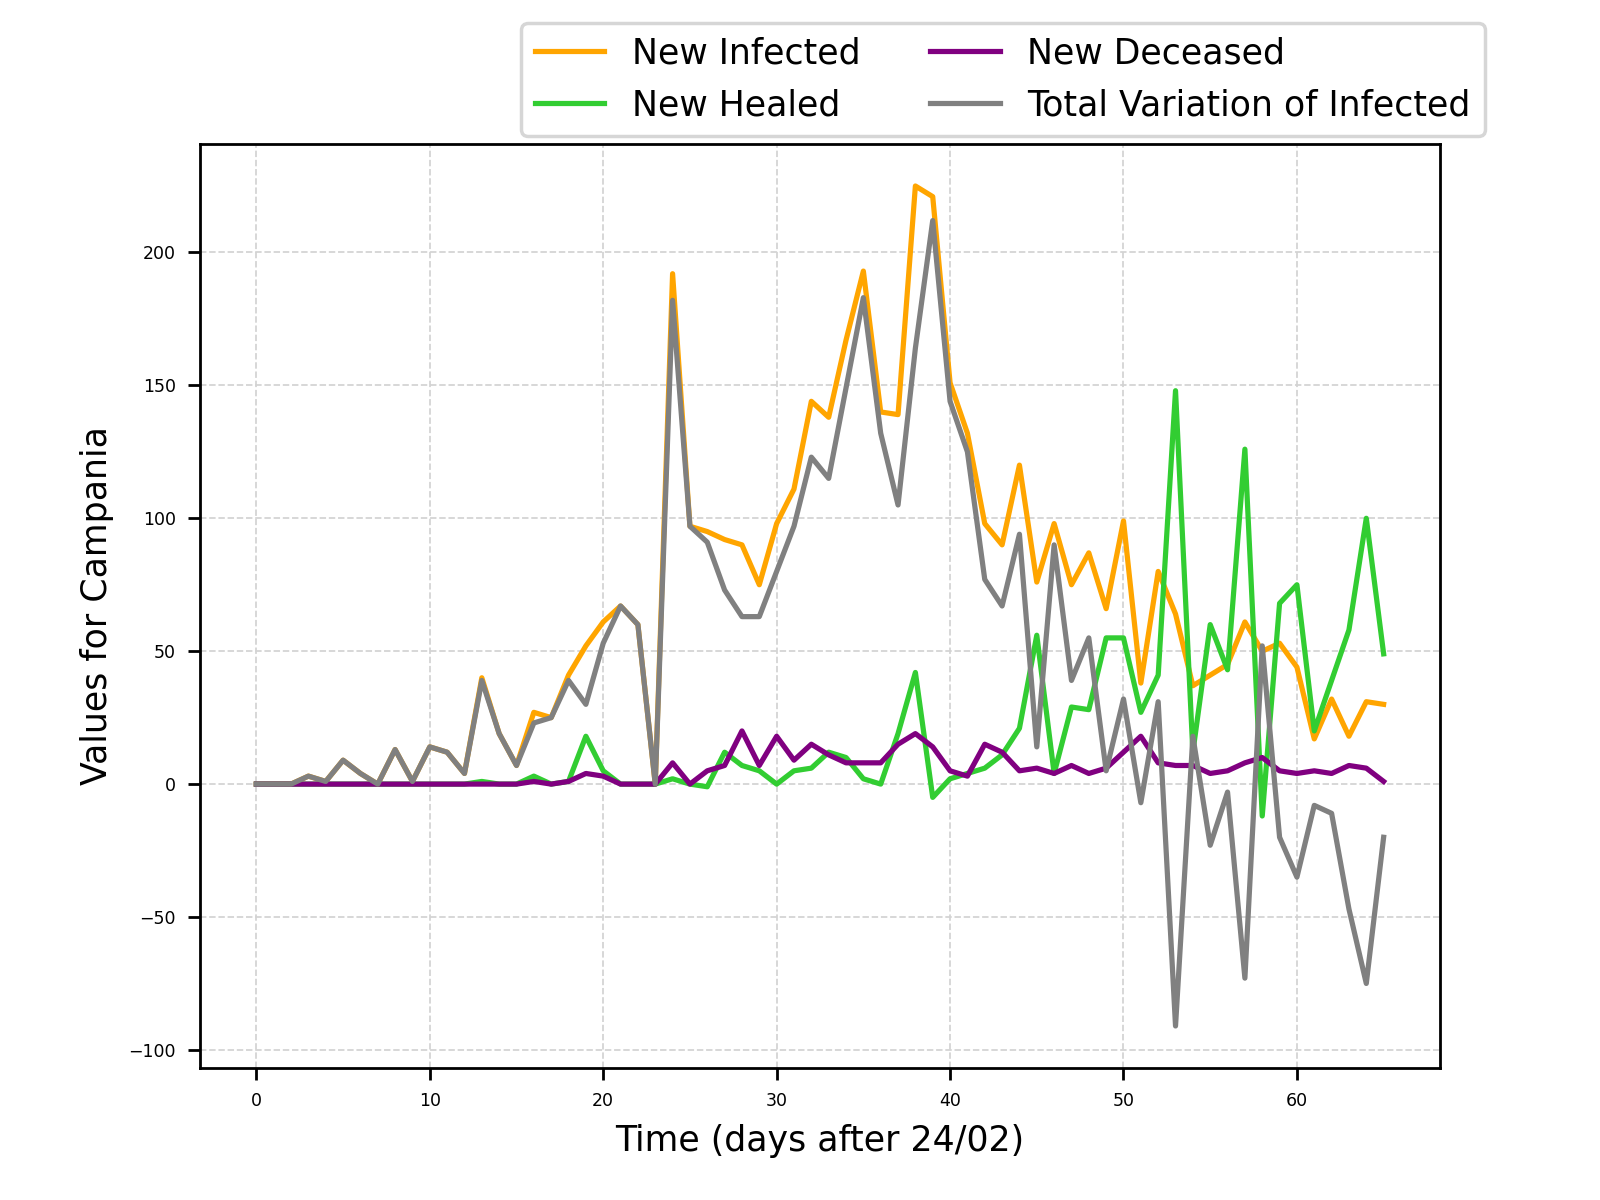 New Infected
New Healed
New Deceased
Total Variation of Infected
200
150
100
50
0
−50
−100
Values for Campania
0 10 20 30 40 50 60
Time (days after 24/02)